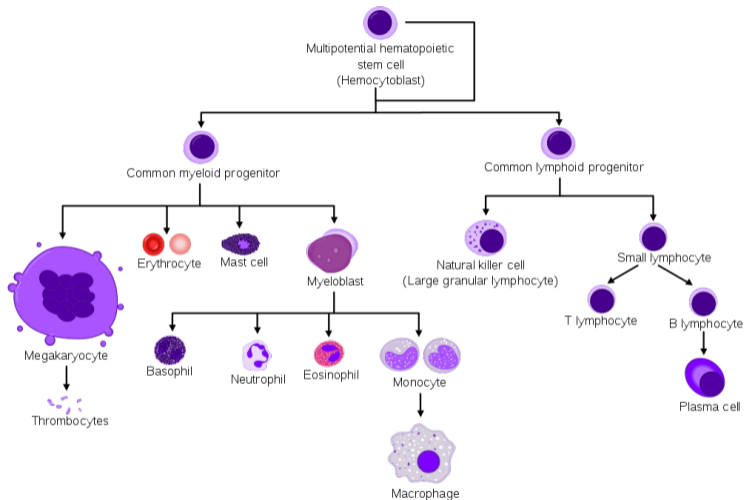 Multipotential hematopoietic
stem cell
(Hemocytoblast)
Common myeloid progenitor
Common lymphoid progenitor
Erythrocyte
Mast cell
Myeloblast
Natural killer cell
(Large granular lymphocyte)
Small lymphocyte
T lymphocyte
B lymphocyte
Megakaryocyte
Basophil
Neutrophil
Eosinophil
Monocyte
Plasma cell
Thrombocytes
Macrophage